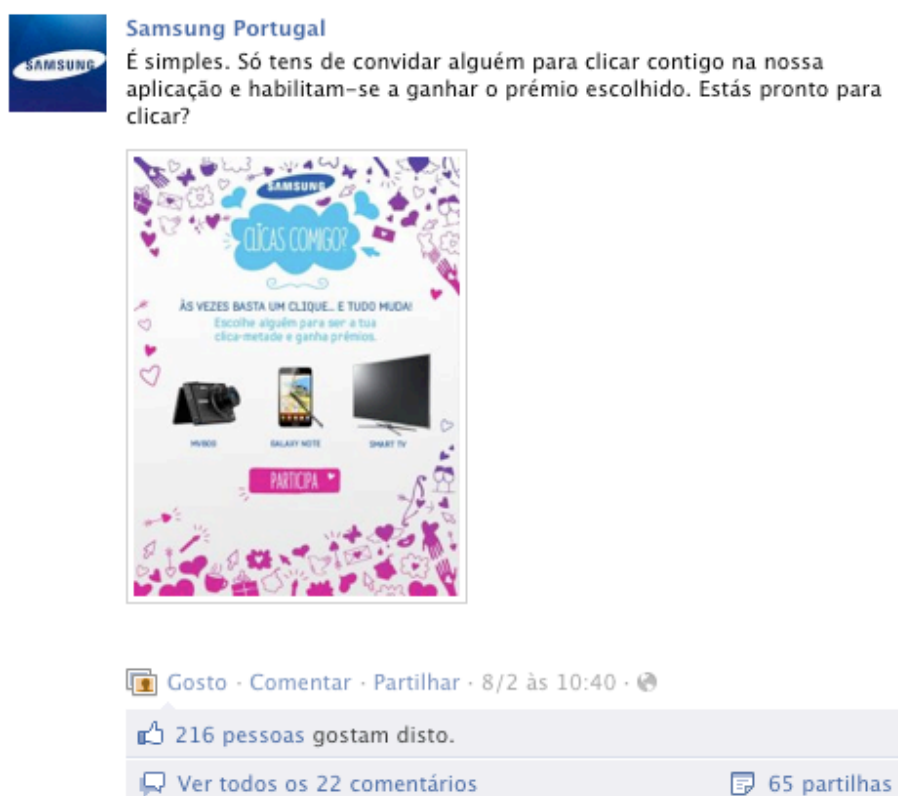 Samsung Portugal
SAMSUNG
É simples. Só tens de convidar alguém para clicar contigo na nossa
aplicação e habilitam-se a ganhar o prémio escolhido. Estás pronto para
clicar?
SAMSUNG
CLICAS COMIGO?
ÀS VEZES BASTA UM CLIQUE... E TUDO MUDA!
Escolhe alguém para ser a tua
clica-metade e ganha prémios.
MV800 GALAXY NOTE SMART TV
PARTICIPA
Gosto · Comentar · Partilhar · 8/2 às 10:40 ·
216 pessoas gostam disto.
Ver todos os 22 comentários 65 partilhas